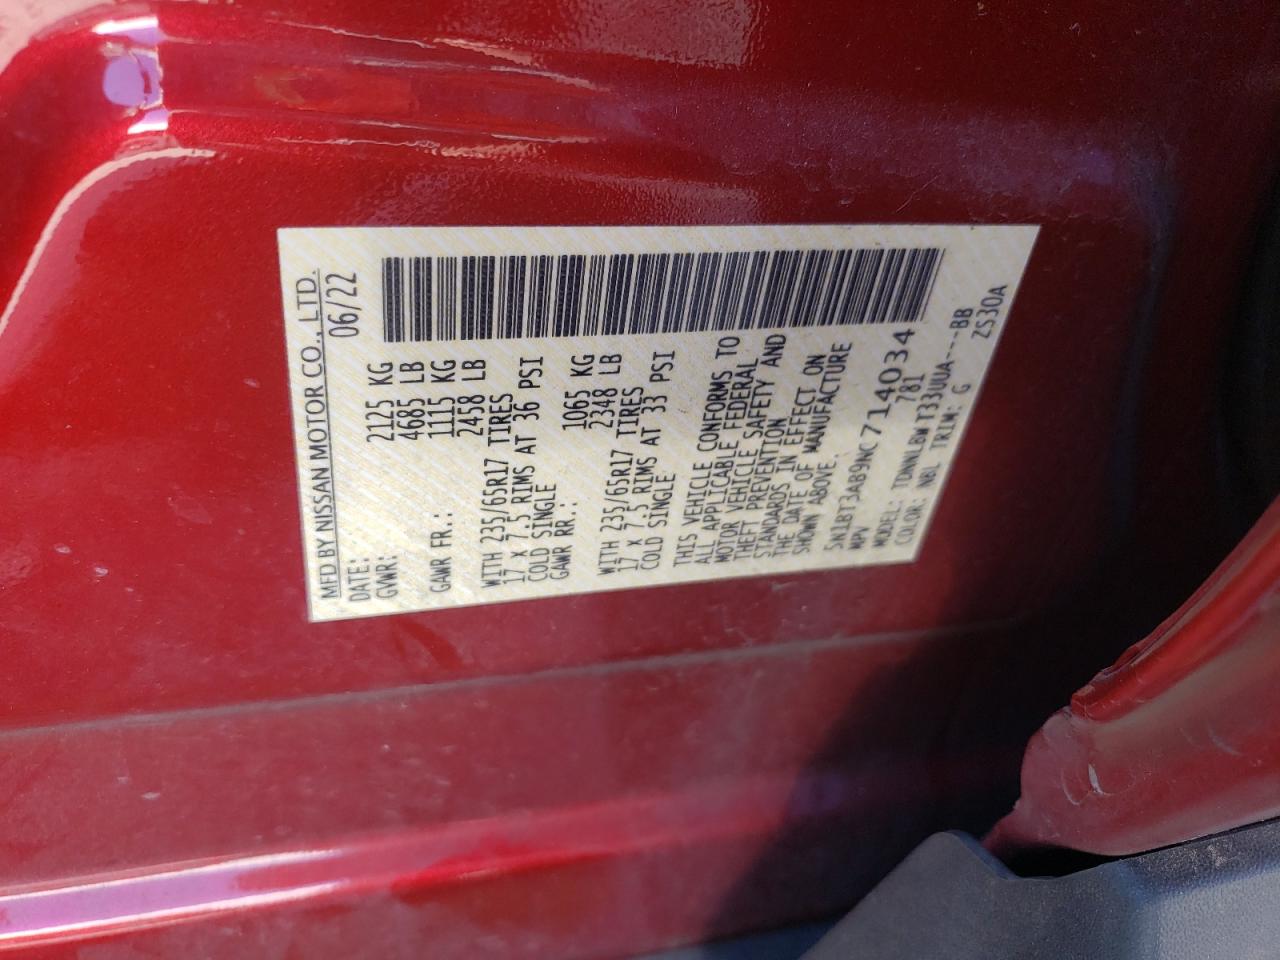 MFD BY NISSAN MOTOR CO., LTD.
DATE: 06/22
GVWR: 2125 KG
4685 LB
GAWR FR.: 1115 KG
2458 LB
WITH 235/65R17 TIRES
17 X 7.5 RIMS AT 36 PSI
COLD SINGLE
GAWR RR.: 1065 KG
2348 LB
WITH 235/65R17 TIRES
17 X 7.5 RIMS AT 33 PSI
COLD SINGLE
THIS VEHICLE CONFORMS TO
ALL APPLICABLE FEDERAL
MOTOR VEHICLE SAFETY AND
THEFT PREVENTION
STANDARDS IN EFFECT ON
THE DATE OF MANUFACTURE
SHOWN ABOVE.
5N1BT3AB9NC714034
MPV 781
MODEL: TDNNLBW T33UUA---BB
COLOR: NBL TRIM: G ZS30A